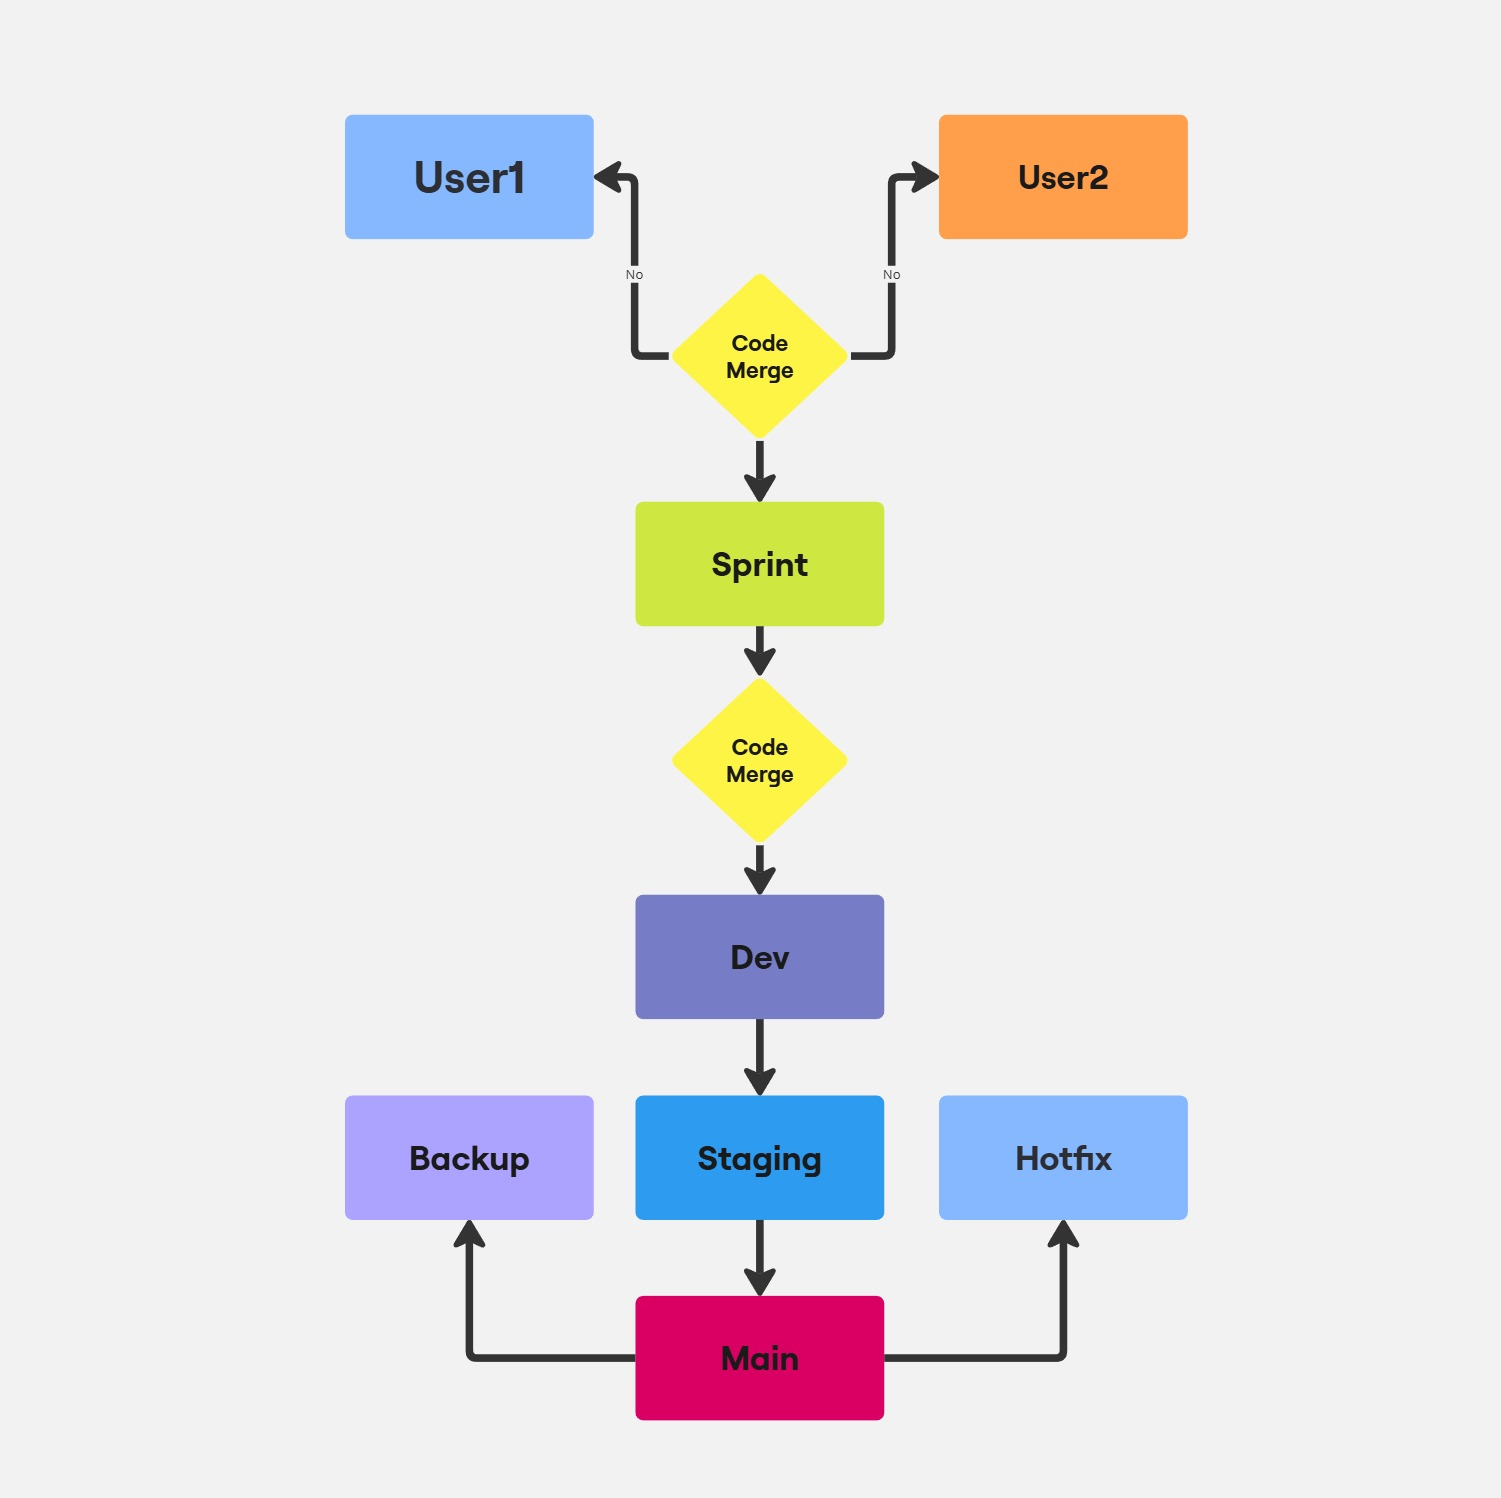 User1
User2
No
No
Code
Merge
Sprint
Code
Merge
Dev
Backup
Staging
Hotfix
Main